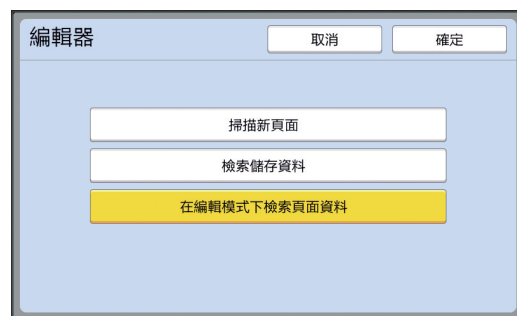 編輯器 取消 確定
掃描新頁面
檢索儲存資料
在編輯模式下檢索頁面資料